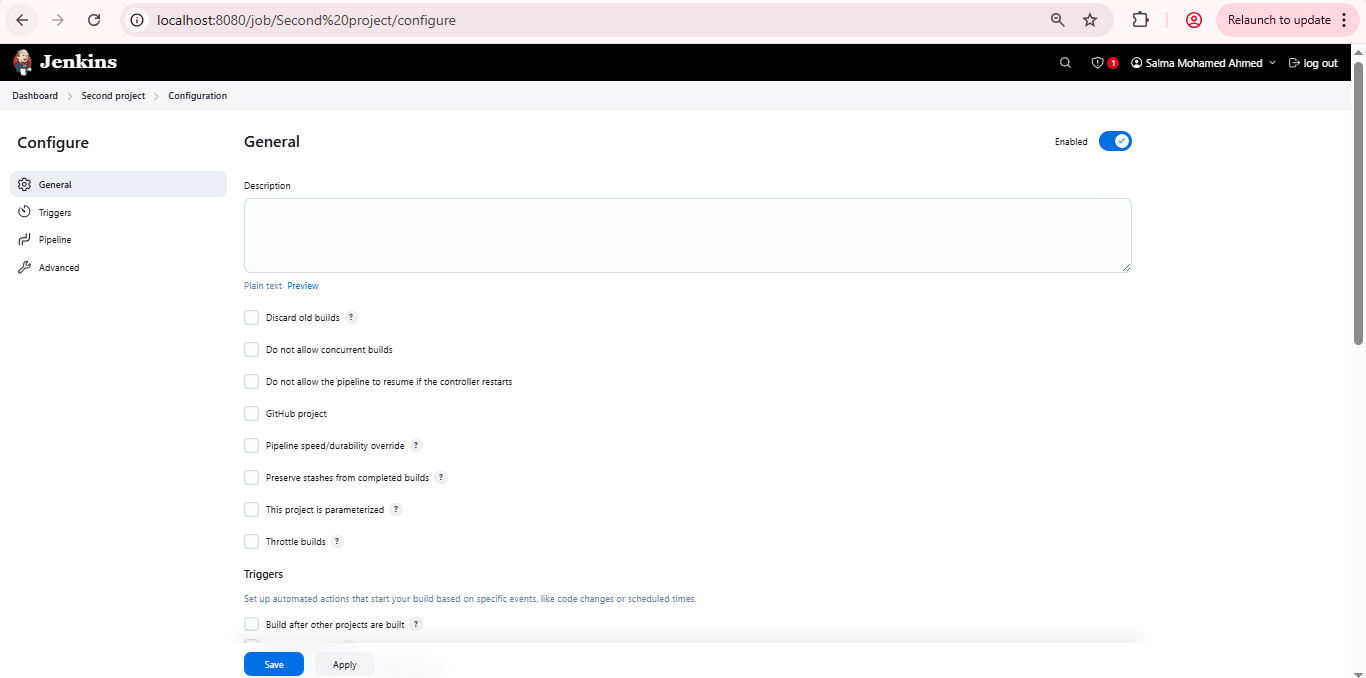 localhost:8080/job/Second%20project/configure
Relaunch to update
Jenkins
1
Salma Mohamed Ahmed
log out
Dashboard
Second project
Configuration
Configure
General
Triggers
Pipeline
Advanced
General
Enabled
Description
Plain text Preview
Discard old builds ?
Do not allow concurrent builds
Do not allow the pipeline to resume if the controller restarts
GitHub project
Pipeline speed/durability override ?
Preserve stashes from completed builds ?
This project is parameterized ?
Throttle builds ?
Triggers
Set up automated actions that start your build based on specific events, like code changes or scheduled times.
Build after other projects are built ?
Save
Apply